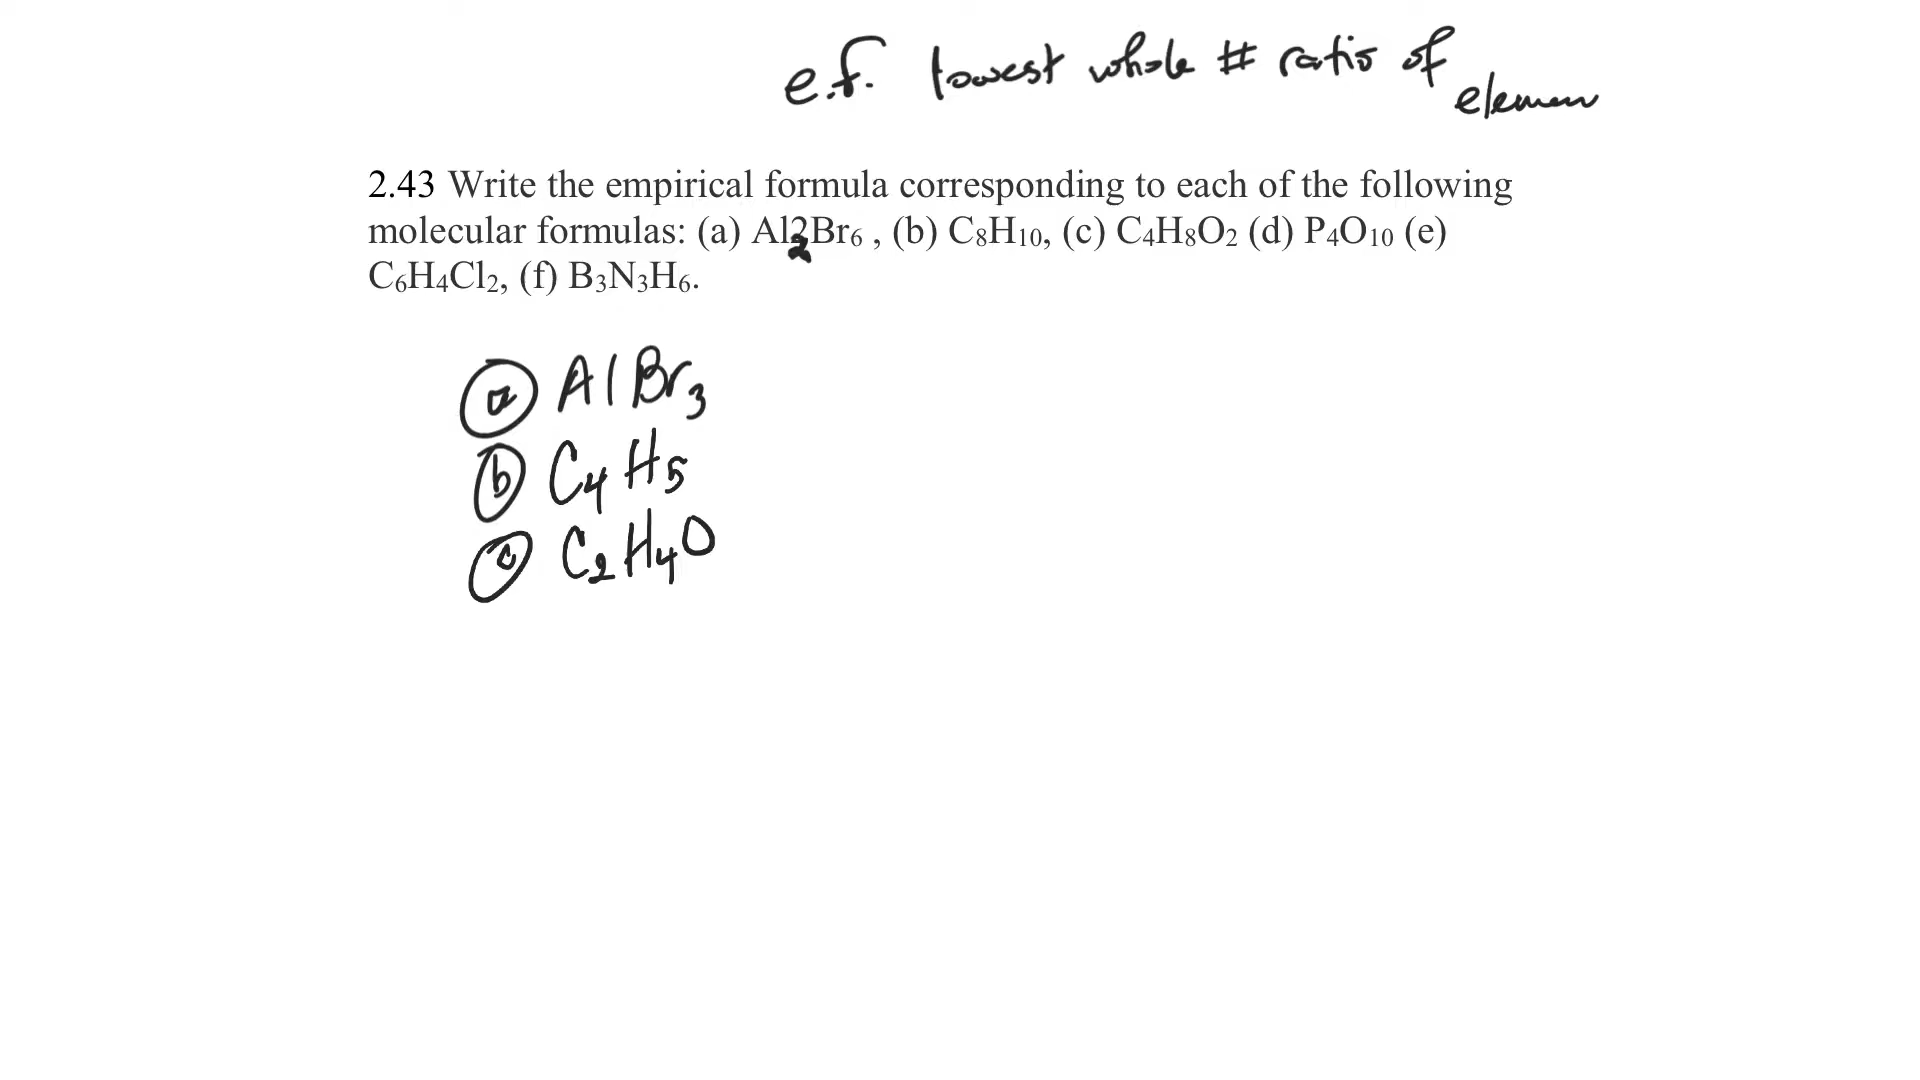 e.f. lowest whole # ratio of
elemen
2.43 Write the empirical formula corresponding to each of the following
molecular formulas: (a) Al2Br₆ , (b) C₈H₁₀, (c) C₄H₈O₂ (d) P₄O₁₀ (e)
2
C₆H₄Cl₂, (f) B₃N₃H₆.
a AlBr₃
b C₄H₅
c C₂H₄O